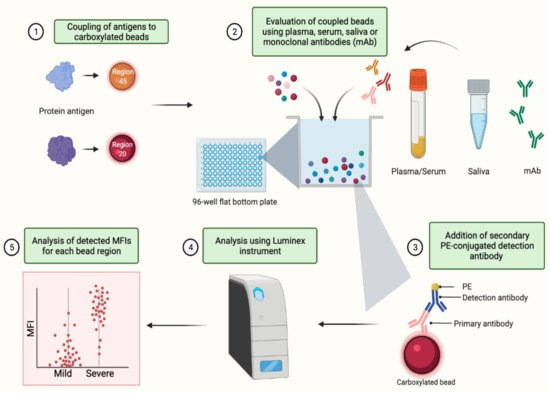 1
Coupling of antigens to
carboxylated beads
Region
45
Protein antigen
Region
20
2
Evaluation of coupled beads
using plasma, serum, saliva or
monoclonal antibodies (mAb)
96-well flat bottom plate
Plasma/Serum
Saliva
mAb
3
Addition of secondary
PE-conjugated detection
antibody
PE
Detection antibody
Primary antibody
Carboxylated bead
4
Analysis using Luminex
instrument
5
Analysis of detected MFIs
for each bead region
MFI
Mild
Severe